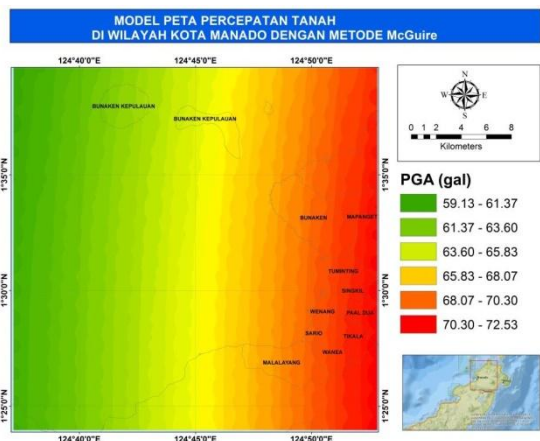 MODEL PETA PERCEPATAN TANAH
DI WILAYAH KOTA MANADO DENGAN METODE McGuire
124°40'0"E 124°45'0"E 124°50'0"E
BUNAKEN KEPULAUAN
BUNAKEN KEPULAUAN
1°35'0"N
BUNAKEN MAPANGET
TUMINTING
1°30'0"N
SINGKIL
WENANG PAAL DUA
SARIO TIKALA
WANEA
MALALAYANG
1°25'0"N
124°40'0"E 124°45'0"E 124°50'0"E
N
W E
S
0 1 2 4 6 8
Kilometers
PGA (gal)
59.13 - 61.37
61.37 - 63.60
63.60 - 65.83
65.83 - 68.07
68.07 - 70.30
70.30 - 72.53
1°35'0"N
1°30'0"N
1°25'0"N